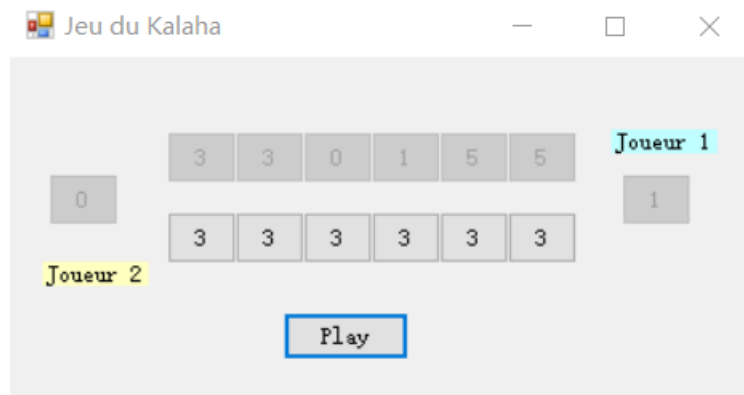 Jeu du Kalaha
Joueur 1
3 3 0 1 5 5
0 1
3 3 3 3 3 3
Joueur 2
Play